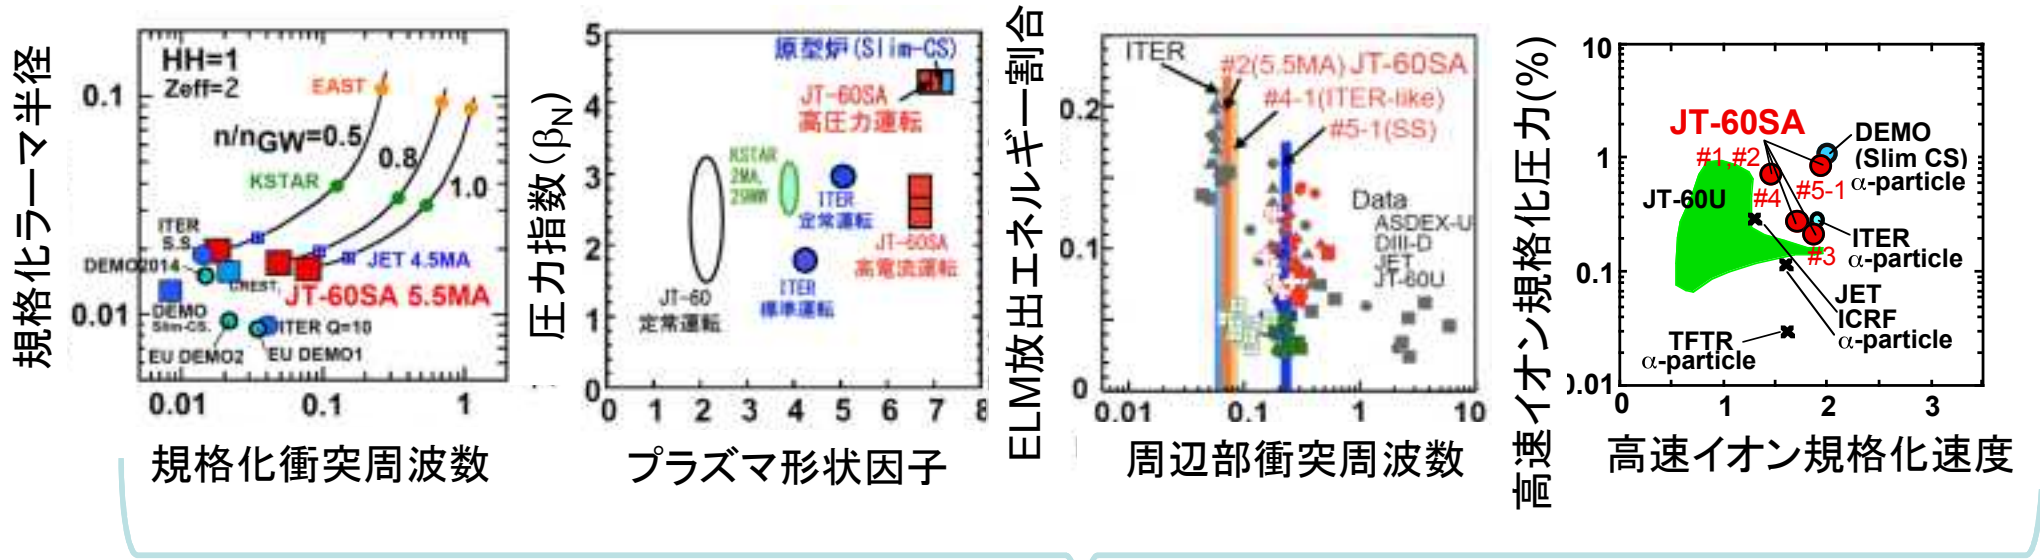 規格化ラーマ半径
HH=1
Zeff=2
EAST
0.1
n/nGW=0.5
0.8
1.0
KSTAR
ITER
S.S.
DEMO2014
JET 4.5MA
CREST,
JT-60SA 5.5MA
0.01
DEMO
Slim-CS.
ITER Q=10
EU DEMO2
EU DEMO1
0.01
0.1
1
規格化衝突周波数
圧力指数(βN)
5
4
3
2
1
0
原型炉(Slim-CS)
JT-60SA
高圧力運転
KSTAR
2MA,
29MW
ITER
定常運転
JT-60SA
高電流運転
ITER
標準運転
JT-60
定常運転
0 1 2 3 4 5 6 7 8
プラズマ形状因子
ELM放出エネルギー割合
ITER
#2(5.5MA) JT-60SA
#4-1(ITER-like)
#5-1(SS)
0.2
0.1
0
Data
ASDEX-U
DIII-D
JET
JT-60U
0.01
0.1
1
10
周辺部衝突周波数
高速イオン規格化圧力(%)
10
1
0.1
0.01
JT-60SA
#1,#2
DEMO
(Slim CS)
α-particle
JT-60U
#4
#5-1
ITER
α-particle
#3
JET
ICRF
α-particle
TFTR
α-particle
0
1
2
3
高速イオン規格化速度